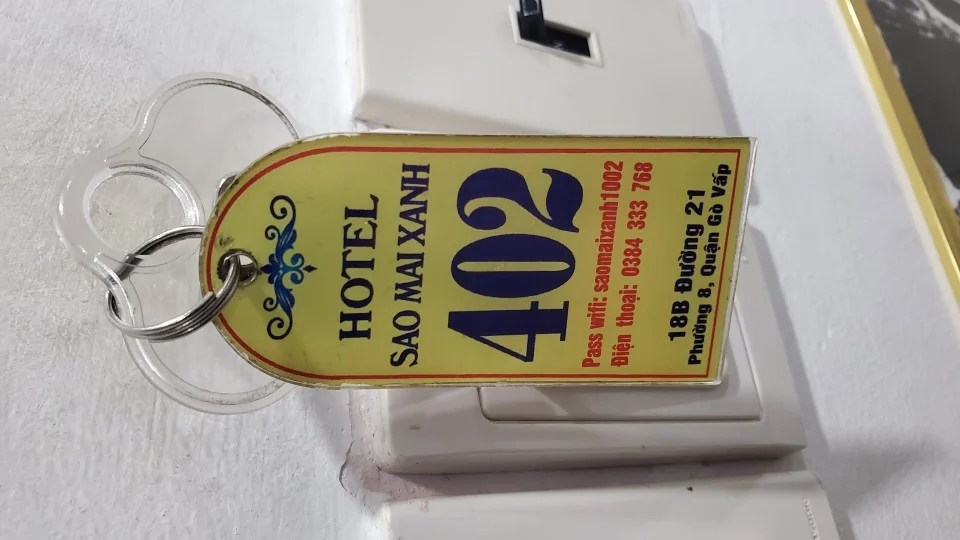 HOTEL
SAO MAI XANH
402
Pass wifi: saomaixanh1002
Điện thoại: 0384 333 768
18B Đường 21
Phường 8, Quận Gò Vấp